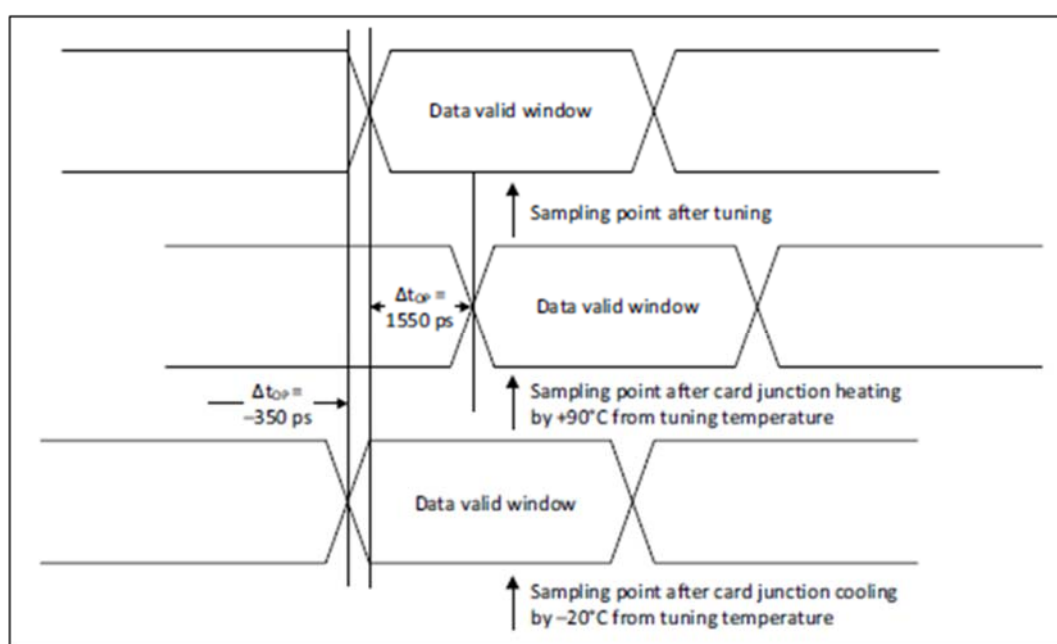 Data valid window
Sampling point after tuning
ΔtOP =
1550 ps
Data valid window
Sampling point after card junction heating
by +90°C from tuning temperature
ΔtOP =
−350 ps
Data valid window
Sampling point after card junction cooling
by −20°C from tuning temperature